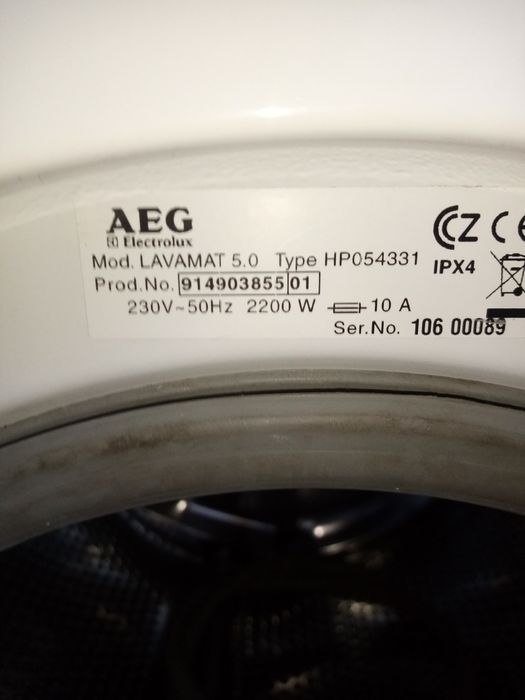 AEG
Electrolux
Mod. LAVAMAT 5.0 Type HP054331
Prod.No. 914903855 01
230V~50Hz 2200 W 10 A
IPX4
Ser.No. 106 00089